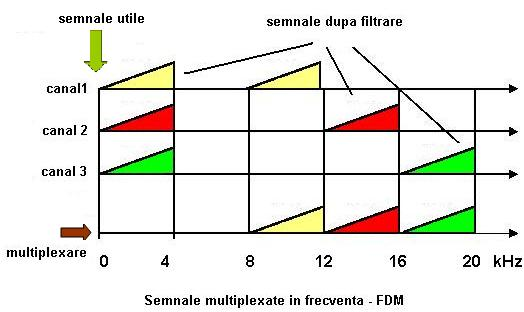 semnale utile
semnale dupa filtrare
canal1
canal 2
canal 3
multiplexare
0 4 8 12 16 20 kHz
Semnale multiplexate in frecventa - FDM